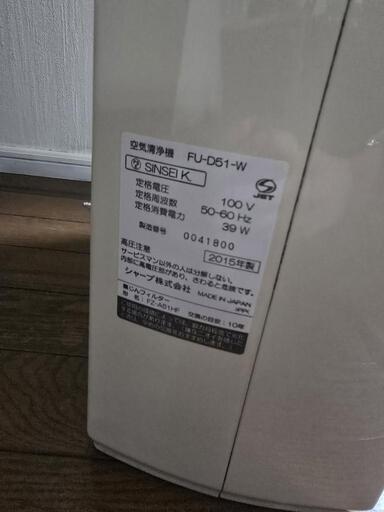 空気清浄機 FU-D51-W
SINSEI K.
JET
定格電圧 100 V
定格周波数 50-60 Hz
定格消費電力 39 W
製造番号 0041800
2015年製
高圧注意
サービスマン以外の人は分解しない。
内部に高電圧部があり、さわると危険です。
シャープ株式会社 MADE IN JAPAN
集じんフィルター
形名:FZ-A51HF 交換の目安:10年